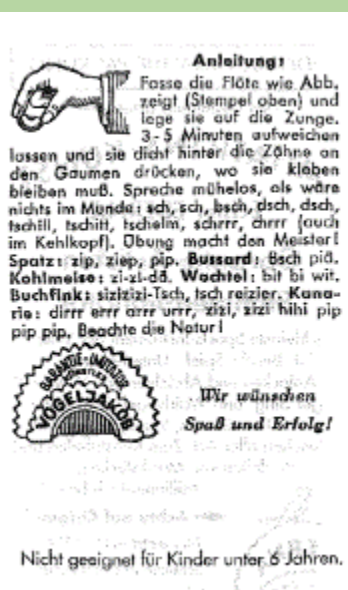 Anleitung:
Fasse die Flöte wie Abb.
zeigt (Stempel oben) und
lege sie auf die Zunge.
3-5 Minuten aufweichen
lassen und sie dicht hinter die Zähne an
den Gaumen drücken, wo sie kleben
bleiben muß. Spreche mühelos, als wäre
nichts im Munde: sch, sch, bsch, dsch, dsch,
tschill, tschitt, tschelm, schrrr, chrrr (auch
im Kehlkopf). Übung macht den Meister!
Spatz: zip, ziep, pip. Bussard: Bsch piä.
Kohlmeise: zi-zi-dä. Wachtel: bit bi wit.
Buchfink: sizizizi-Tsch, tsch reizier. Kana-
rie: dirrr errr arrr urrr, zizi, zizi hihi pip
pip pip. Beachte die Natur!
GARANTIE-IMITATOR
VOGELJAKOB
Wir wünschen
Spaß und Erfolg!
Nicht geeignet für Kinder unter 6 Jahren.